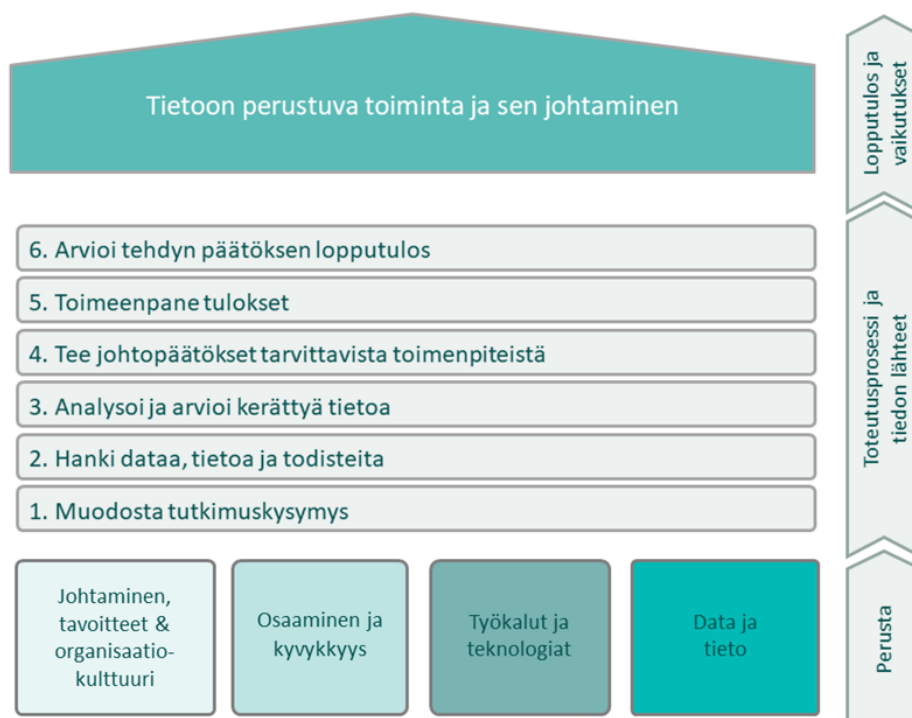 Tietoon perustuva toiminta ja sen johtaminen
6. Arvioi tehdyn päätöksen lopputulos
5. Toimeenpane tulokset
4. Tee johtopäätökset tarvittavista toimenpiteistä
3. Analysoi ja arvioi kerättyä tietoa
2. Hanki dataa, tietoa ja todisteita
1. Muodosta tutkimuskysymys
Johtaminen,
tavoitteet &
organisaatio-
kulttuuri
Osaaminen ja
kyvykkyys
Työkalut ja
teknologiat
Data ja
tieto
Lopputulos ja
vaikutukset
Toteutusprosessi ja
tiedon lähteet
Perusta